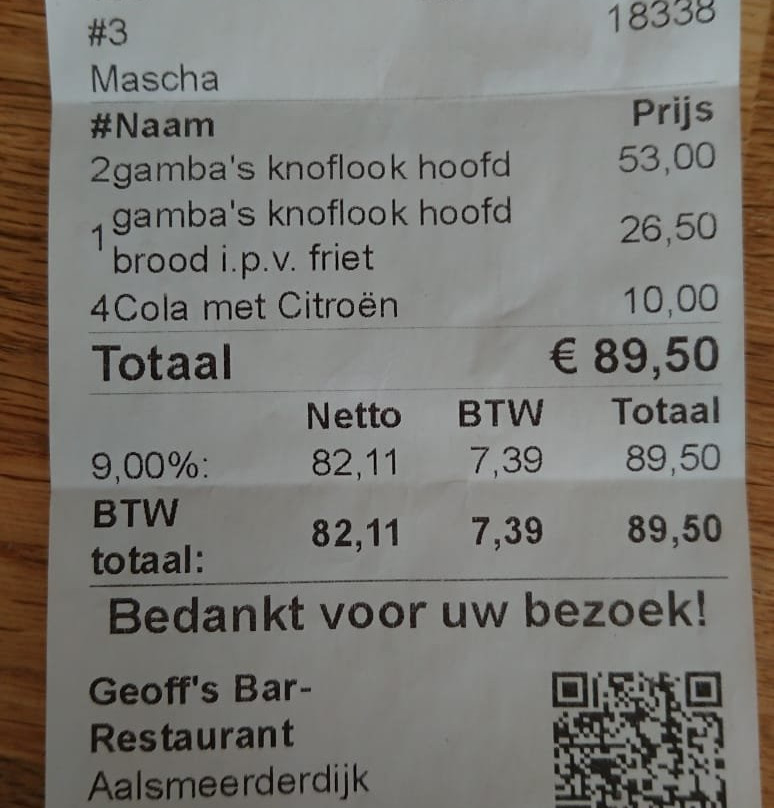 #3 18338
Mascha
#Naam Prijs
2gamba's knoflook hoofd 53,00
1 gamba's knoflook hoofd 26,50
brood i.p.v. friet
4Cola met Citroën 10,00
Totaal € 89,50
Netto BTW Totaal
9,00%: 82,11 7,39 89,50
BTW
totaal: 82,11 7,39 89,50
Bedankt voor uw bezoek!
Geoff's Bar-
Restaurant
Aalsmeerderdijk